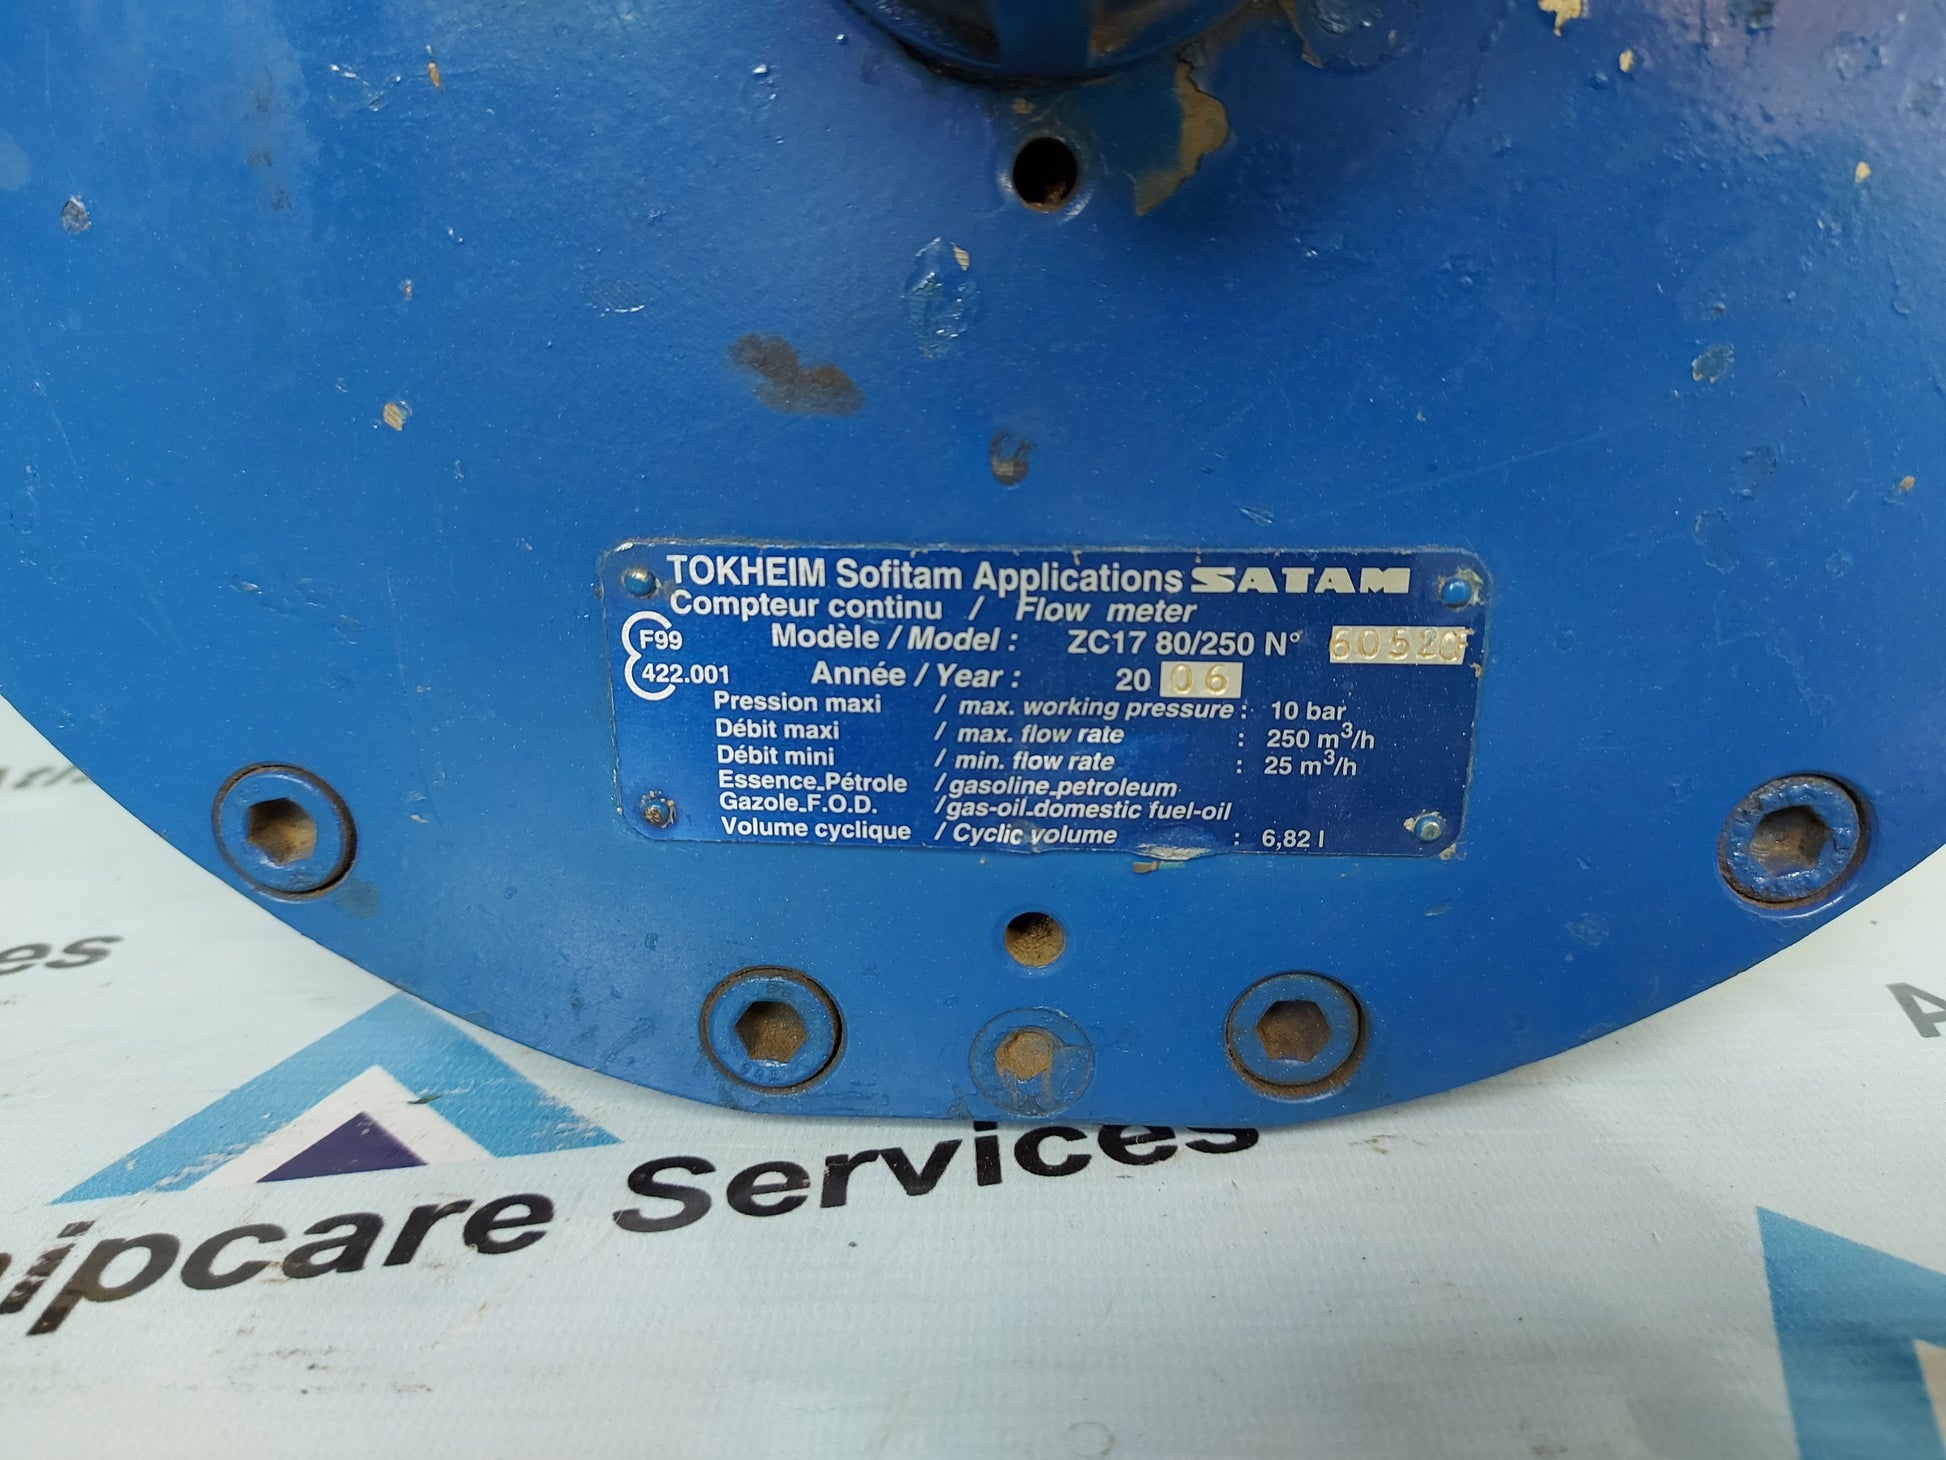 TOKHEIM Sofitam Applications SATAM
Compteur continu / Flow meter
F99 Modèle / Model : ZC17 80/250 N°
422.001 Année / Year : 20 06
Pression maxi / max. working pressure : 10 bar
Débit maxi / max. flow rate : 250 m³/h
Débit mini / min. flow rate : 25 m³/h
Essence_Pétrole / gasoline_petroleum
Gazole_F.O.D. / gas-oil_domestic fuel-oil
Volume cyclique / Cyclic volume : 6,82 l
es
A
ipcare Services